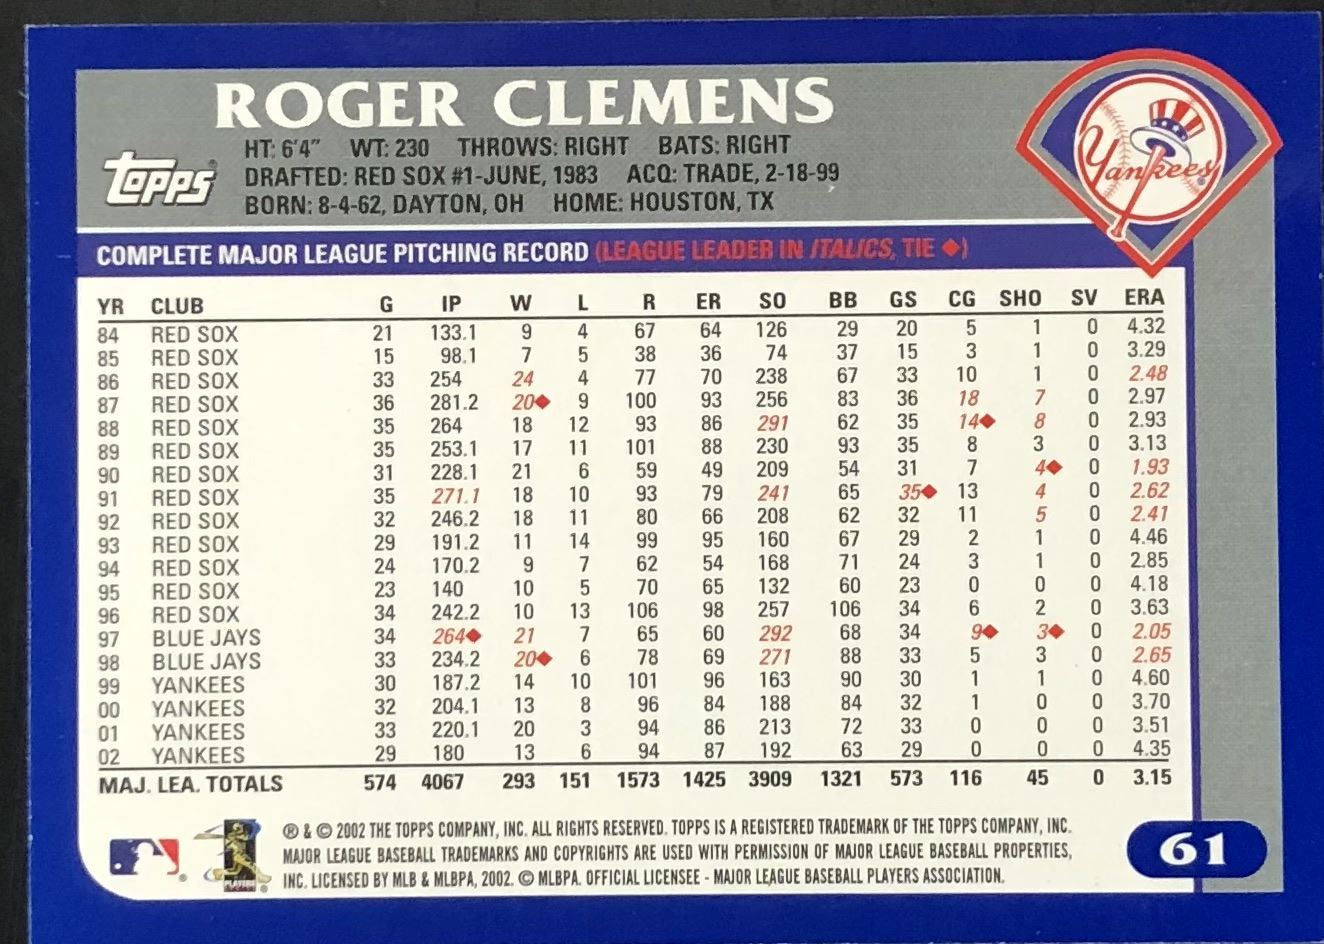 ROGER CLEMENS
Yankees
topps
HT: 6'4" WT: 230 THROWS: RIGHT BATS: RIGHT
DRAFTED: RED SOX #1-JUNE, 1983 ACQ: TRADE, 2-18-99
BORN: 8-4-62, DAYTON, OH HOME: HOUSTON, TX
COMPLETE MAJOR LEAGUE PITCHING RECORD (LEAGUE LEADER IN ITALICS, TIE ◆)
YR CLUB G IP W L R ER SO BB GS CG SHO SV ERA
84 RED SOX 21 133.1 9 4 67 64 126 29 20 5 1 0 4.32
85 RED SOX 15 98.1 7 5 38 36 74 37 15 3 1 0 3.29
86 RED SOX 33 254 24 4 77 70 238 67 33 10 1 0 2.48
87 RED SOX 36 281.2 20◆ 9 100 93 256 83 36 18 7 0 2.97
88 RED SOX 35 264 18 12 93 86 291 62 35 14◆ 8 0 2.93
89 RED SOX 35 253.1 17 11 101 88 230 93 35 8 3 0 3.13
90 RED SOX 31 228.1 21 6 59 49 209 54 31 7 4◆ 0 1.93
91 RED SOX 35 271.1 18 10 93 79 241 65 35◆ 13 4 0 2.62
92 RED SOX 32 246.2 18 11 80 66 208 62 32 11 5 0 2.41
93 RED SOX 29 191.2 11 14 99 95 160 67 29 2 1 0 4.46
94 RED SOX 24 170.2 9 7 62 54 168 71 24 3 1 0 2.85
95 RED SOX 23 140 10 5 70 65 132 60 23 0 0 0 4.18
96 RED SOX 34 242.2 10 13 106 98 257 106 34 6 2 0 3.63
97 BLUE JAYS 34 264◆ 21 7 65 60 292 68 34 9◆ 3◆ 0 2.05
98 BLUE JAYS 33 234.2 20◆ 6 78 69 271 88 33 5 3 0 2.65
99 YANKEES 30 187.2 14 10 101 96 163 90 30 1 1 0 4.60
00 YANKEES 32 204.1 13 8 96 84 188 84 32 1 0 0 3.70
01 YANKEES 33 220.1 20 3 94 86 213 72 33 0 0 0 3.51
02 YANKEES 29 180 13 6 94 87 192 63 29 0 0 0 4.35
MAJ. LEA. TOTALS 574 4067 293 151 1573 1425 3909 1321 573 116 45 0 3.15
® & © 2002 THE TOPPS COMPANY, INC. ALL RIGHTS RESERVED. TOPPS IS A REGISTERED TRADEMARK OF THE TOPPS COMPANY, INC.
MAJOR LEAGUE BASEBALL TRADEMARKS AND COPYRIGHTS ARE USED WITH PERMISSION OF MAJOR LEAGUE BASEBALL PROPERTIES,
INC. LICENSED BY MLB & MLBPA, 2002. © MLBPA. OFFICIAL LICENSEE - MAJOR LEAGUE BASEBALL PLAYERS ASSOCIATION.
PLAYERS
61